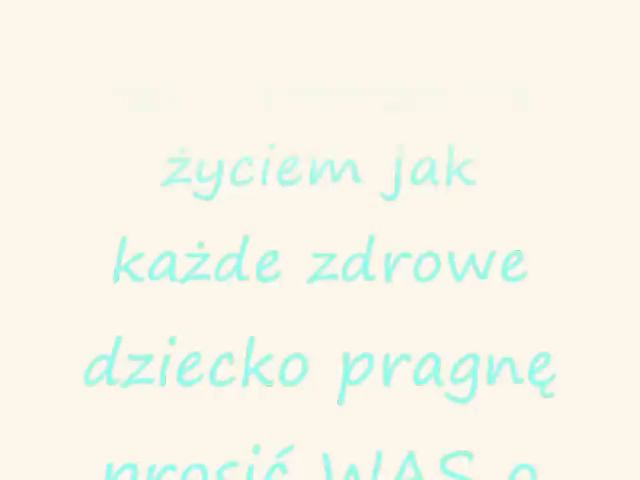 życiem jak
każde zdrowe
dziecko pragnę
prosić WAS o